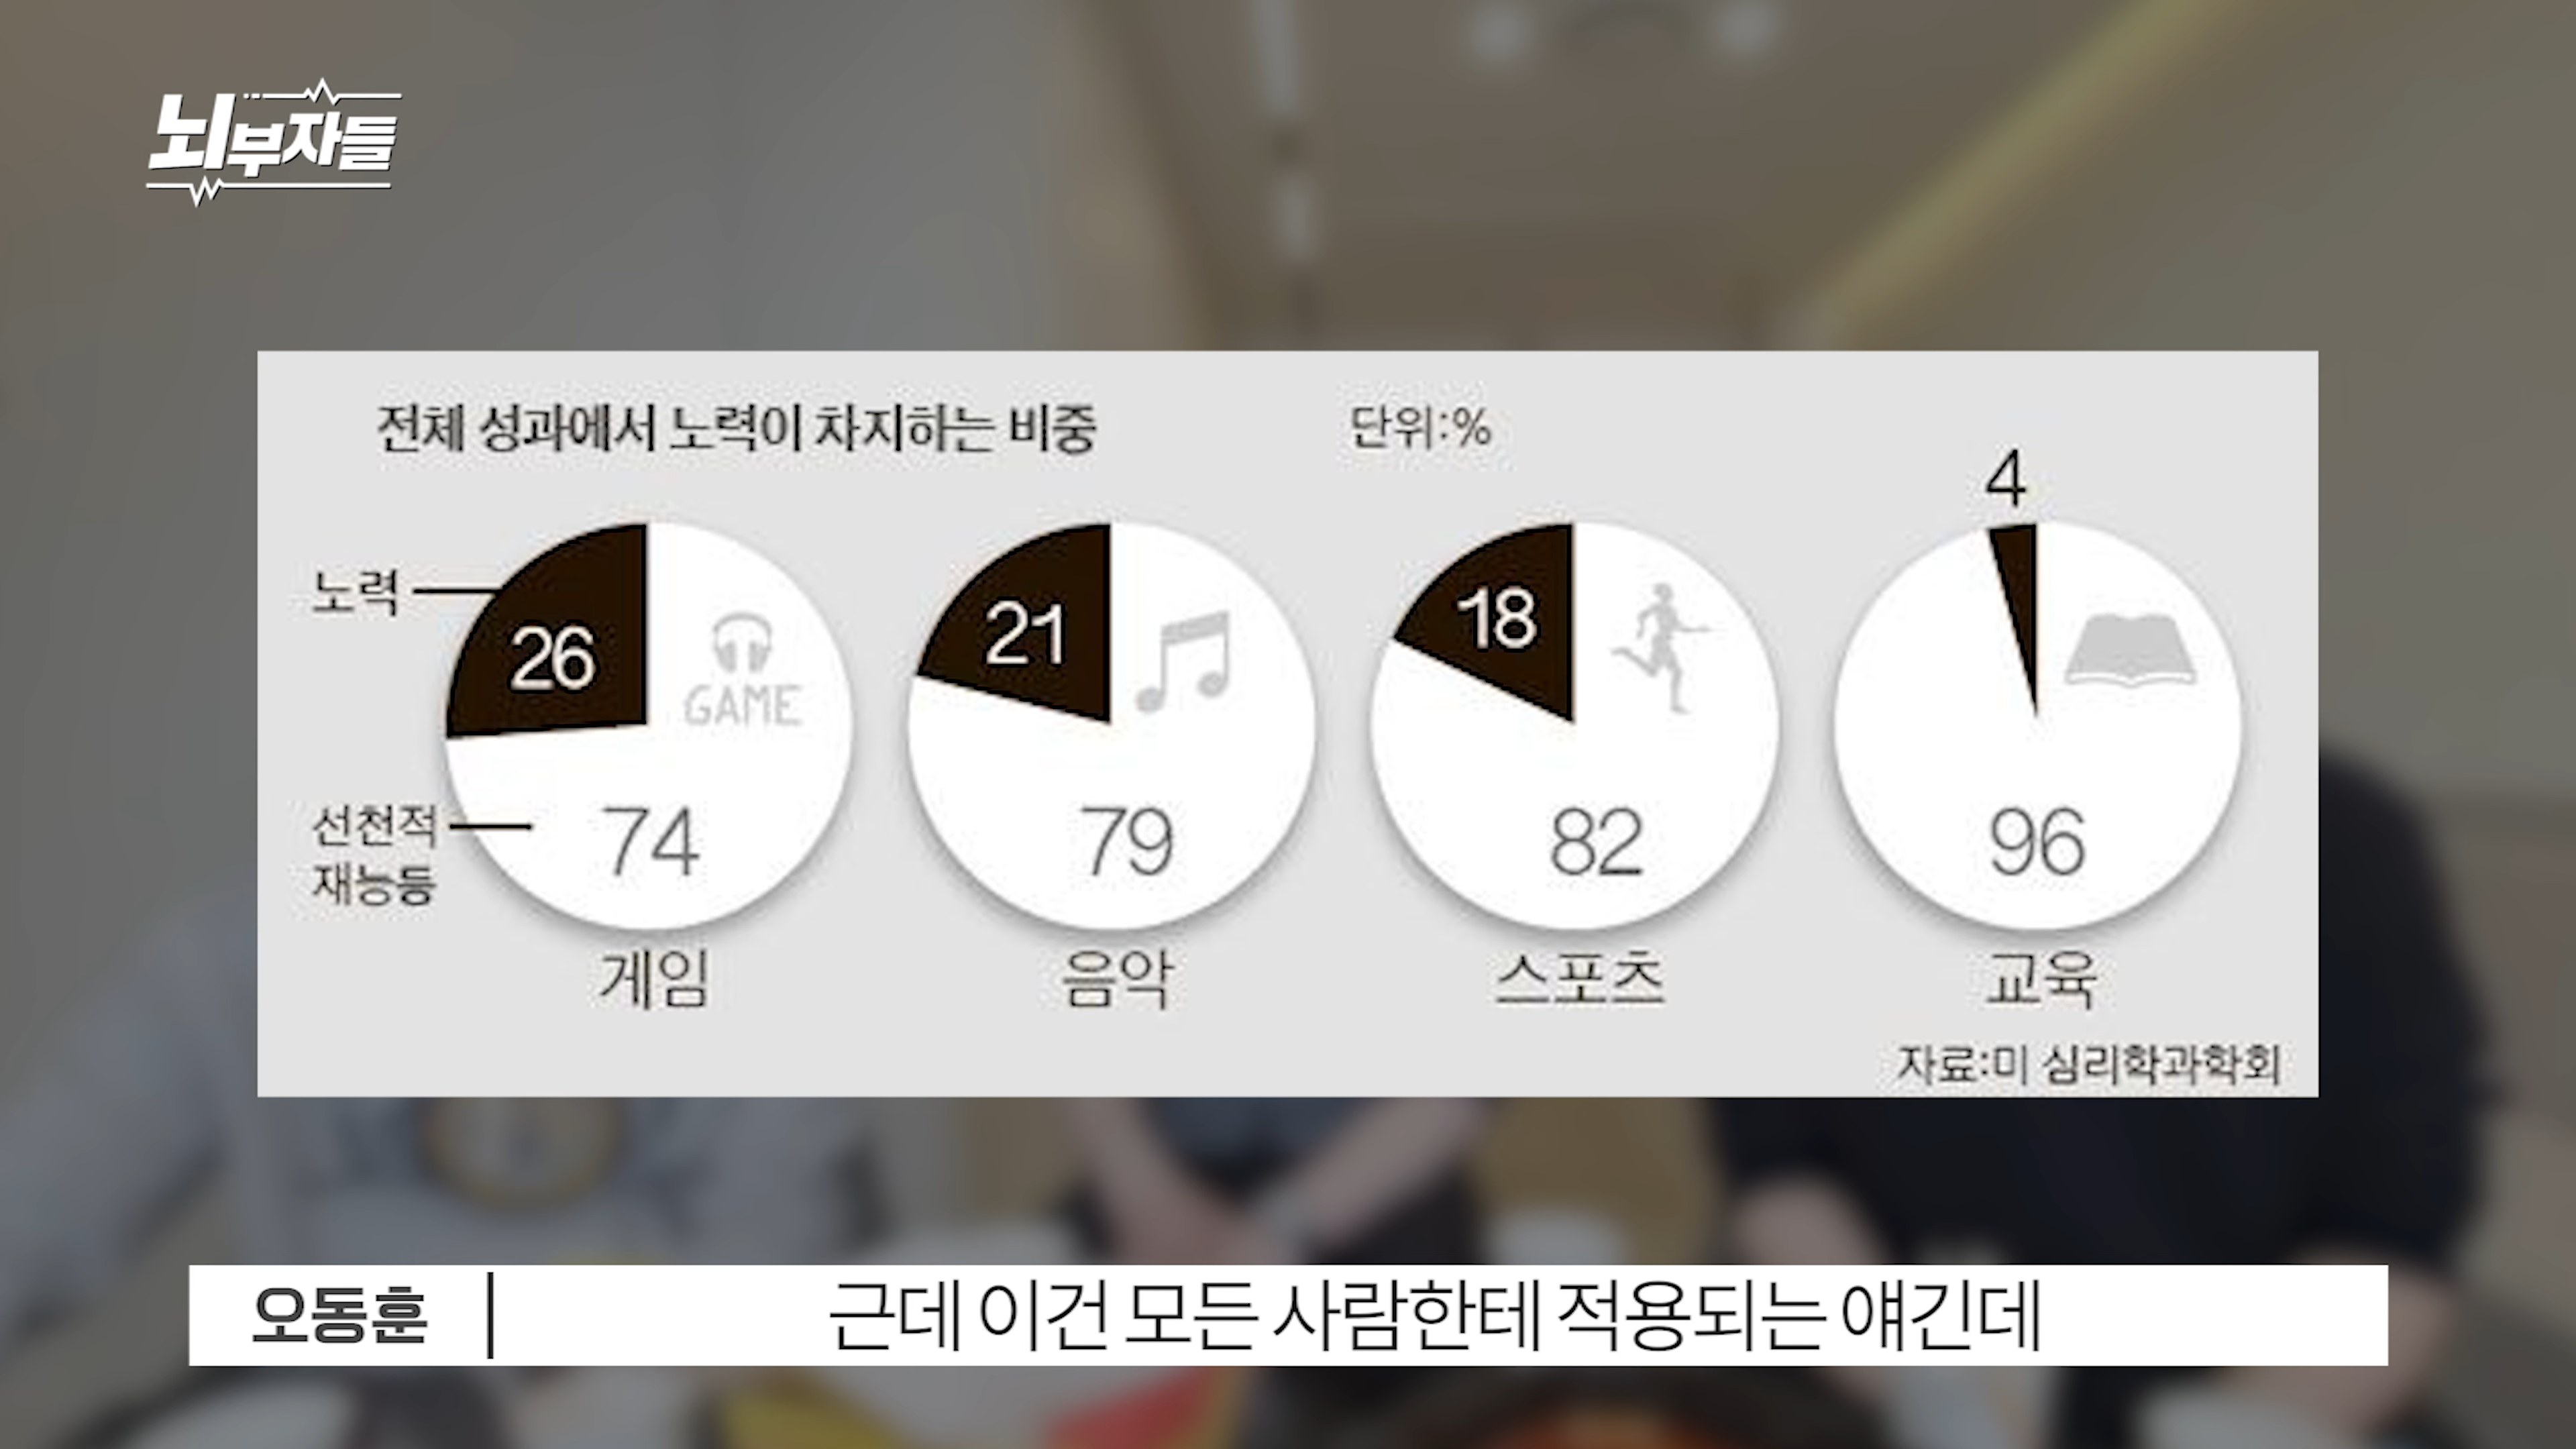 뇌부자들
전체 성과에서 노력이 차지하는 비중 단위:%
노력
선천적
재능등
26
GAME
74
게임
21
79
음악
18
82
스포츠
4
96
교육
자료:미 심리학과학회
오동훈 근데 이건 모든 사람한테 적용되는 얘긴데